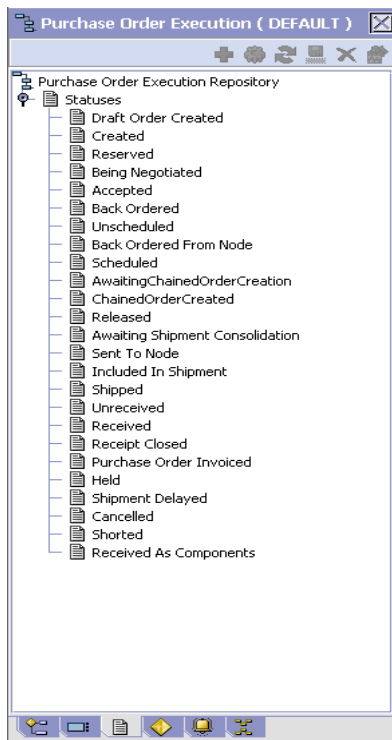 Purchase Order Execution ( DEFAULT )
Purchase Order Execution Repository
Statuses
Draft Order Created
Created
Reserved
Being Negotiated
Accepted
Back Ordered
Unscheduled
Back Ordered From Node
Scheduled
AwaitingChainedOrderCreation
ChainedOrderCreated
Released
Awaiting Shipment Consolidation
Sent To Node
Included In Shipment
Shipped
Unreceived
Received
Receipt Closed
Purchase Order Invoiced
Held
Shipment Delayed
Cancelled
Shorted
Received As Components